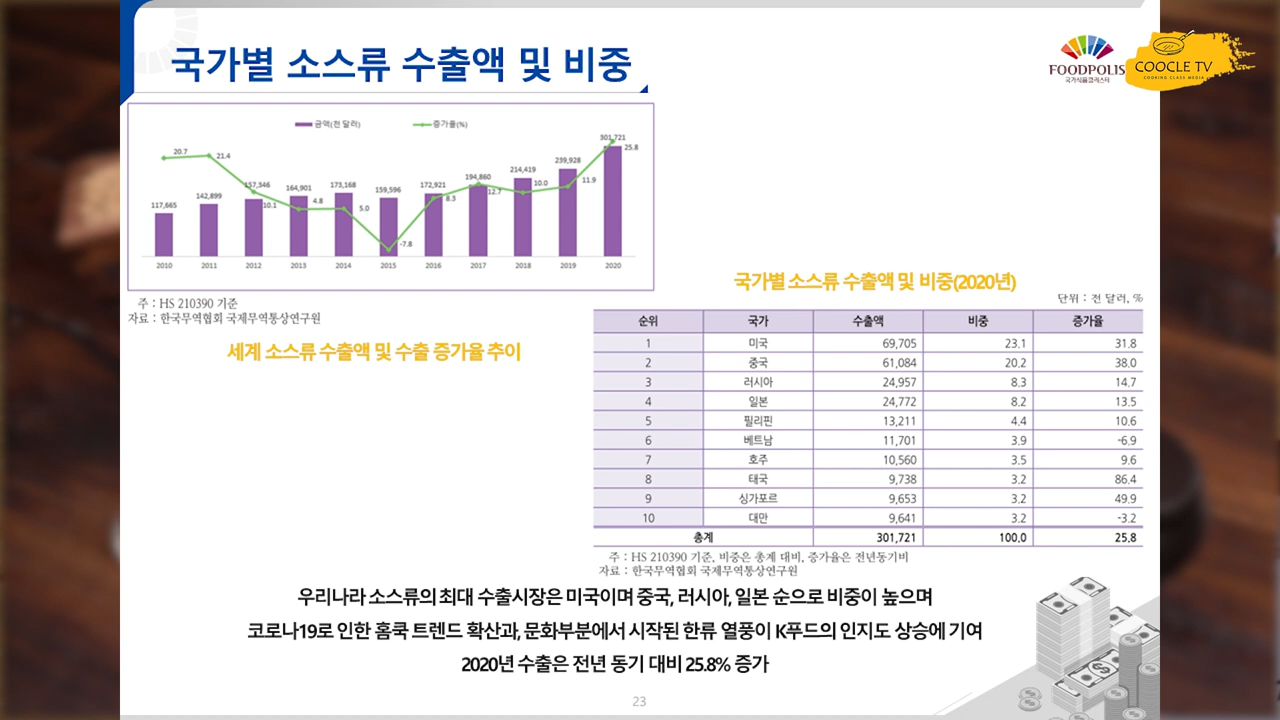 국가별 소스류 수출액 및 비중
FOODPOLIS
국가식품클러스터
COOCLE TV
COOKING CLASS MEDIA
금액(천 달러) 증가율(%)
117,665 142,899 157,346 164,901 173,168 159,596 172,921 194,860 214,419 239,928 301,721
20.7 21.4 10.1 4.8 5.0 -7.8 8.3 12.7 10.0 11.9 25.8
2010 2011 2012 2013 2014 2015 2016 2017 2018 2019 2020
주 : HS 210390 기준
자료 : 한국무역협회 국제무역통상연구원
세계 소스류 수출액 및 수출 증가율 추이
국가별 소스류 수출액 및 비중(2020년)
단위 : 천 달러, %
순위 국가 수출액 비중 증가율
1 미국 69,705 23.1 31.8
2 중국 61,084 20.2 38.0
3 러시아 24,957 8.3 14.7
4 일본 24,772 8.2 13.5
5 필리핀 13,211 4.4 10.6
6 베트남 11,701 3.9 -6.9
7 호주 10,560 3.5 9.6
8 태국 9,738 3.2 86.4
9 싱가포르 9,653 3.2 49.9
10 대만 9,641 3.2 -3.2
총계 301,721 100.0 25.8
주 : HS 210390 기준, 비중은 총계 대비, 증가율은 전년동기비
자료 : 한국무역협회 국제무역통상연구원
우리나라 소스류의 최대 수출시장은 미국이며 중국, 러시아, 일본 순으로 비중이 높으며
코로나19로 인한 홈쿡 트렌드 확산과, 문화부분에서 시작된 한류 열풍이 K푸드의 인지도 상승에 기여
2020년 수출은 전년 동기 대비 25.8% 증가
23